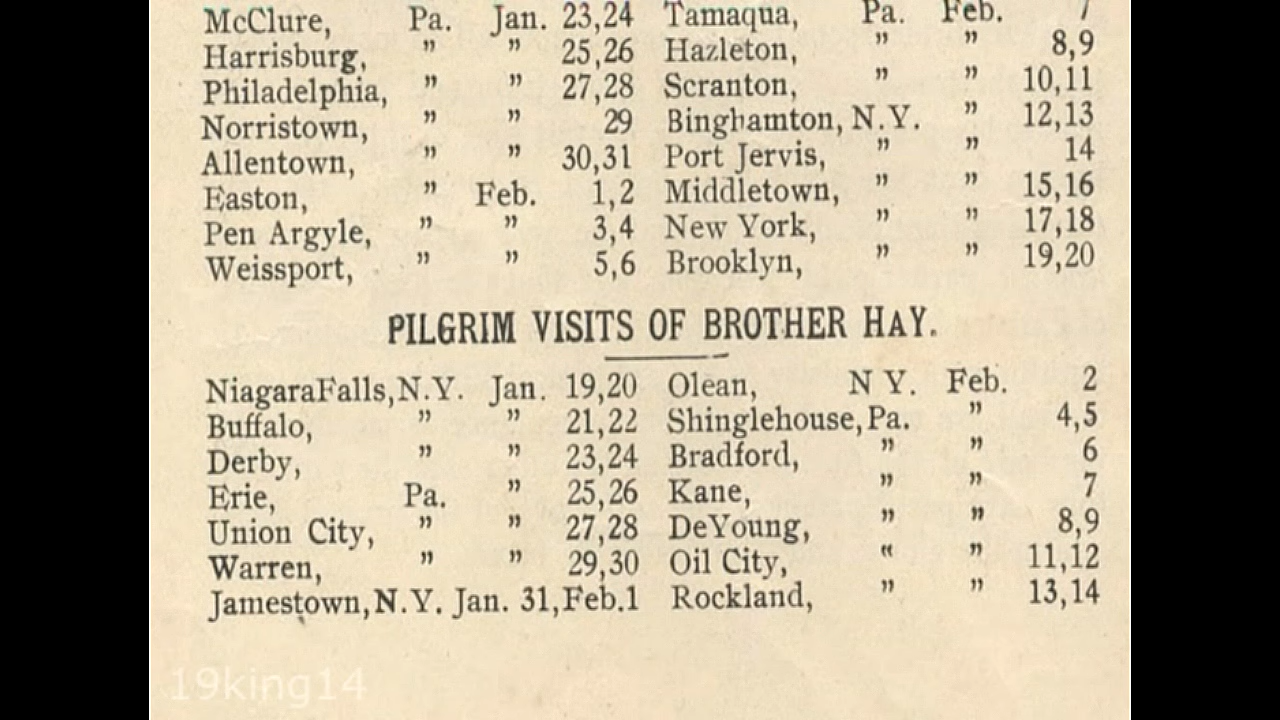 McClure, Pa. Jan. 23,24 Tamaqua, Pa. Feb. 7
Harrisburg, " " 25,26 Hazleton, " " 8,9
Philadelphia, " " 27,28 Scranton, " " 10,11
Norristown, " " 29 Binghamton, N.Y. " 12,13
Allentown, " " 30,31 Port Jervis, " " 14
Easton, " Feb. 1,2 Middletown, " " 15,16
Pen Argyle, " " 3,4 New York, " " 17,18
Weissport, " " 5,6 Brooklyn, " " 19,20
PILGRIM VISITS OF BROTHER HAY.
NiagaraFalls,N.Y. Jan. 19,20 Olean, N Y. Feb. 2
Buffalo, " " 21,22 Shinglehouse, Pa. " 4,5
Derby, " " 23,24 Bradford, " " 6
Erie, Pa. " 25,26 Kane, " " 7
Union City, " " 27,28 DeYoung, " " 8,9
Warren, " " 29,30 Oil City, " " 11,12
Jamestown,N.Y. Jan. 31,Feb.1 Rockland, " " 13,14
19king14